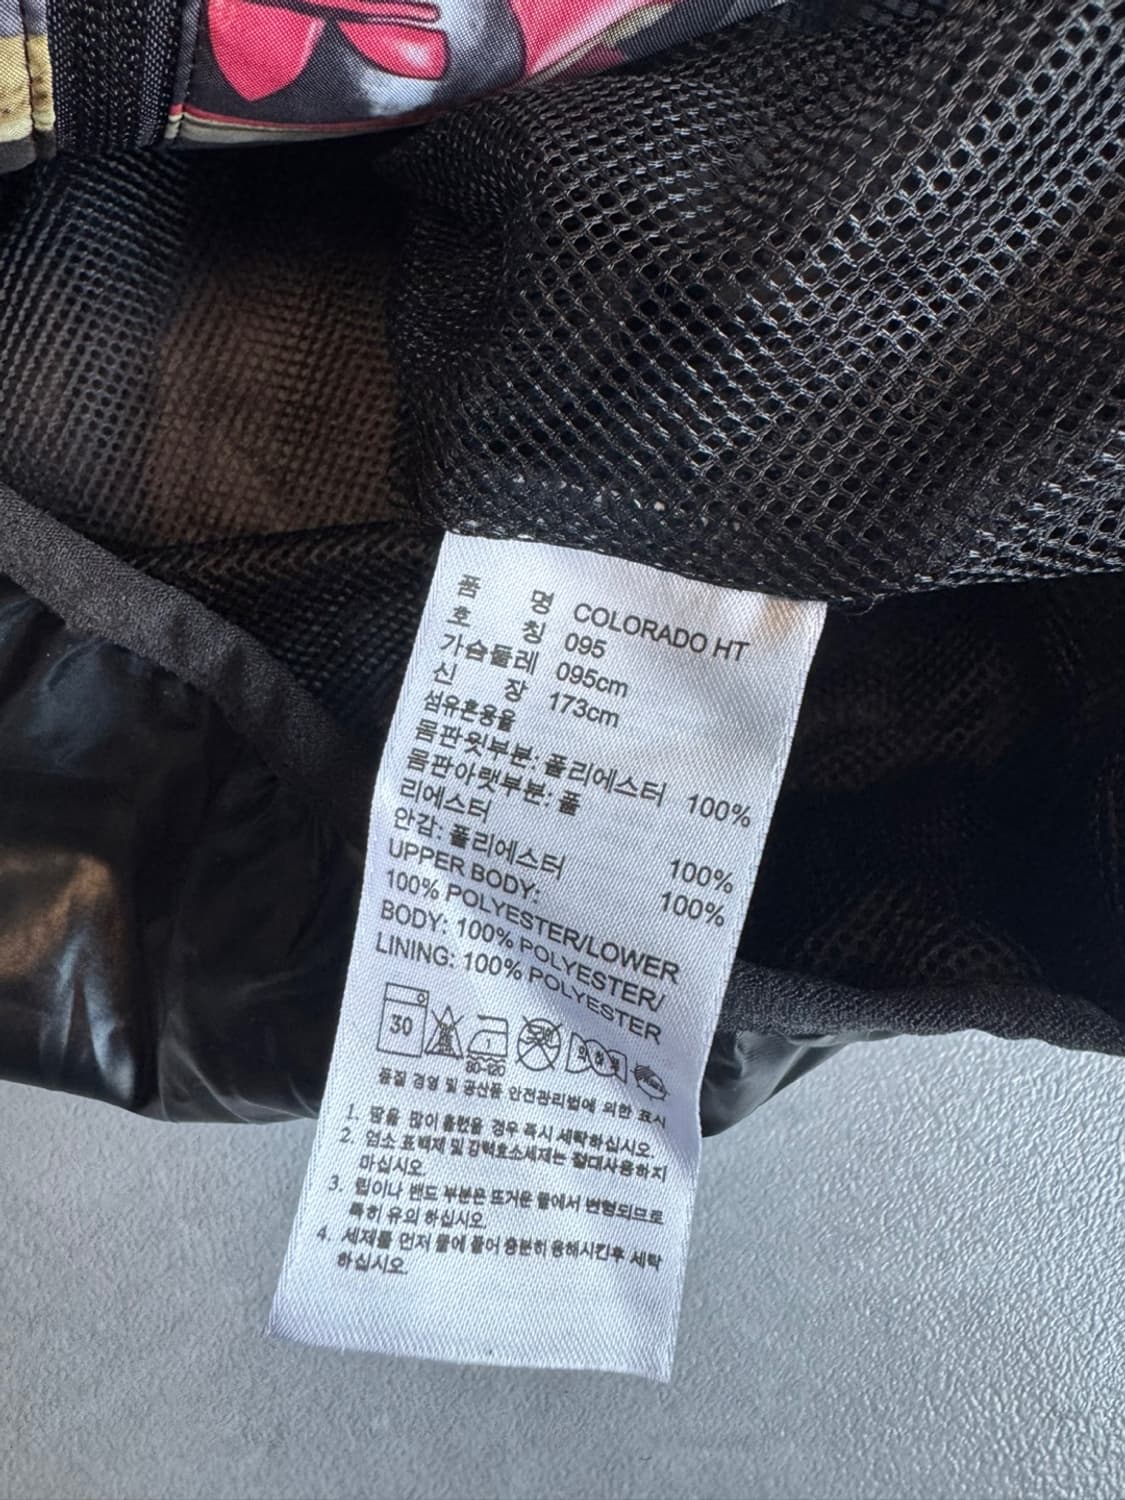 품 명 COLORADO HT
호 칭 095
가슴둘레 095cm
신 장 173cm
섬유혼용율
몸판윗부분: 폴리에스터 100%
몸판아랫부분: 폴
리에스터 100%
안감: 폴리에스터 100%
UPPER BODY:
100% POLYESTER/LOWER
BODY: 100% POLYESTER/
LINING: 100% POLYESTER
30
80-120
품질 경영 및 공산품 안전관리법에 의한 표시
1. 땀을 많이 흘렸을 경우 즉시 세탁하십시오.
2. 염소 표백제 및 강력효소세제는 절대사용하지
마십시오.
3. 립이나 밴드 부분은 뜨거운 물에서 변형되므로
특히 유의 하십시오.
4. 세제를 먼저 물에 풀어 충분히 용해시킨후 세탁
하십시오.